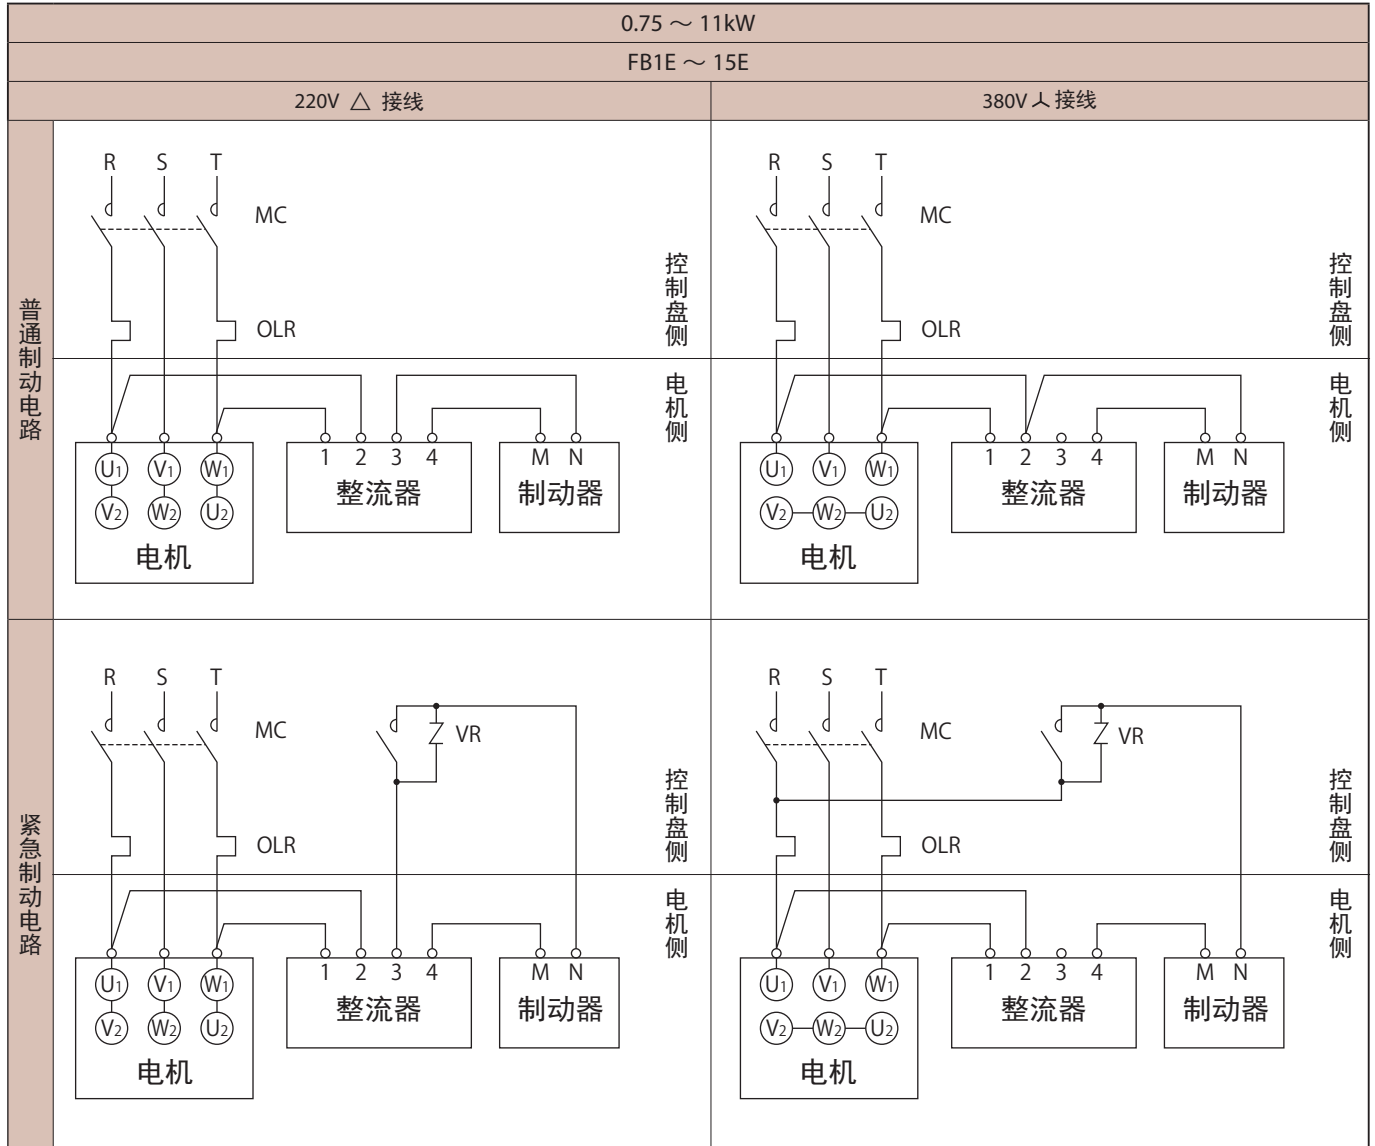 0.75 ～ 11kW
FB1E ～ 15E
220V △ 接线
380V 人 接线
普通制动电路
R S T
MC
OLR
控制盘侧
电机侧
1 2 3 4
M N
U1 V1 W1
V2 W2 U2
整流器
制动器
电机
R S T
MC
OLR
控制盘侧
电机侧
1 2 3 4
M N
U1 V1 W1
V2 W2 U2
整流器
制动器
电机
紧急制动电路
R S T
MC
VR
OLR
控制盘侧
电机侧
1 2 3 4
M N
U1 V1 W1
V2 W2 U2
整流器
制动器
电机
R S T
MC
VR
OLR
控制盘侧
电机侧
1 2 3 4
M N
U1 V1 W1
V2 W2 U2
整流器
制动器
电机